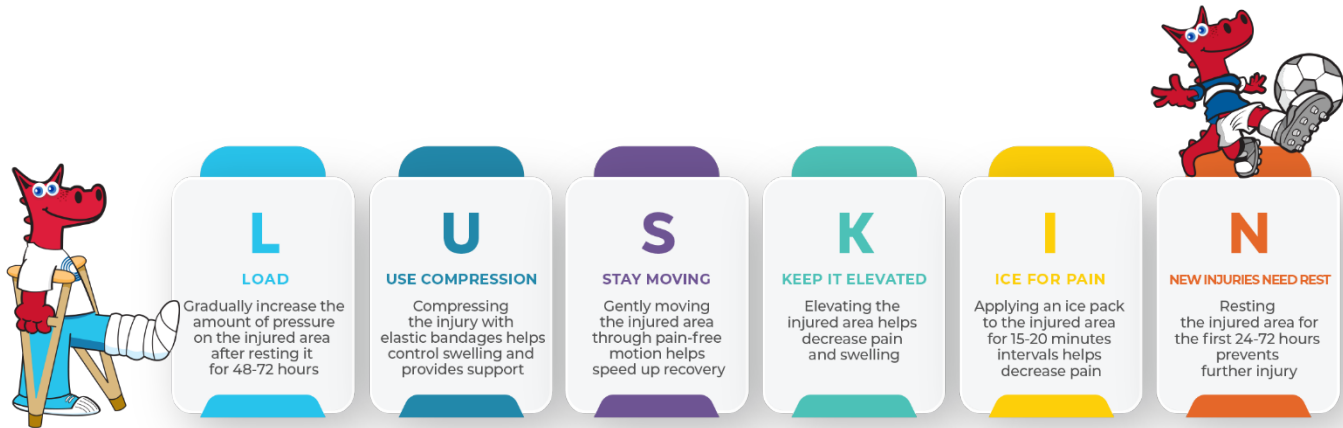 L
LOAD
Gradually increase the
amount of pressure
on the injured area
after resting it
for 48-72 hours
U
USE COMPRESSION
Compressing
the injury with
elastic bandages helps
control swelling and
provides support
S
STAY MOVING
Gently moving
the injured area
through pain-free
motion helps
speed up recovery
K
KEEP IT ELEVATED
Elevating the
injured area helps
decrease pain
and swelling
I
ICE FOR PAIN
Applying an ice pack
to the injured area
for 15-20 minutes
intervals helps
decrease pain
N
NEW INJURIES NEED REST
Resting
the injured area for
the first 24-72 hours
prevents
further injury